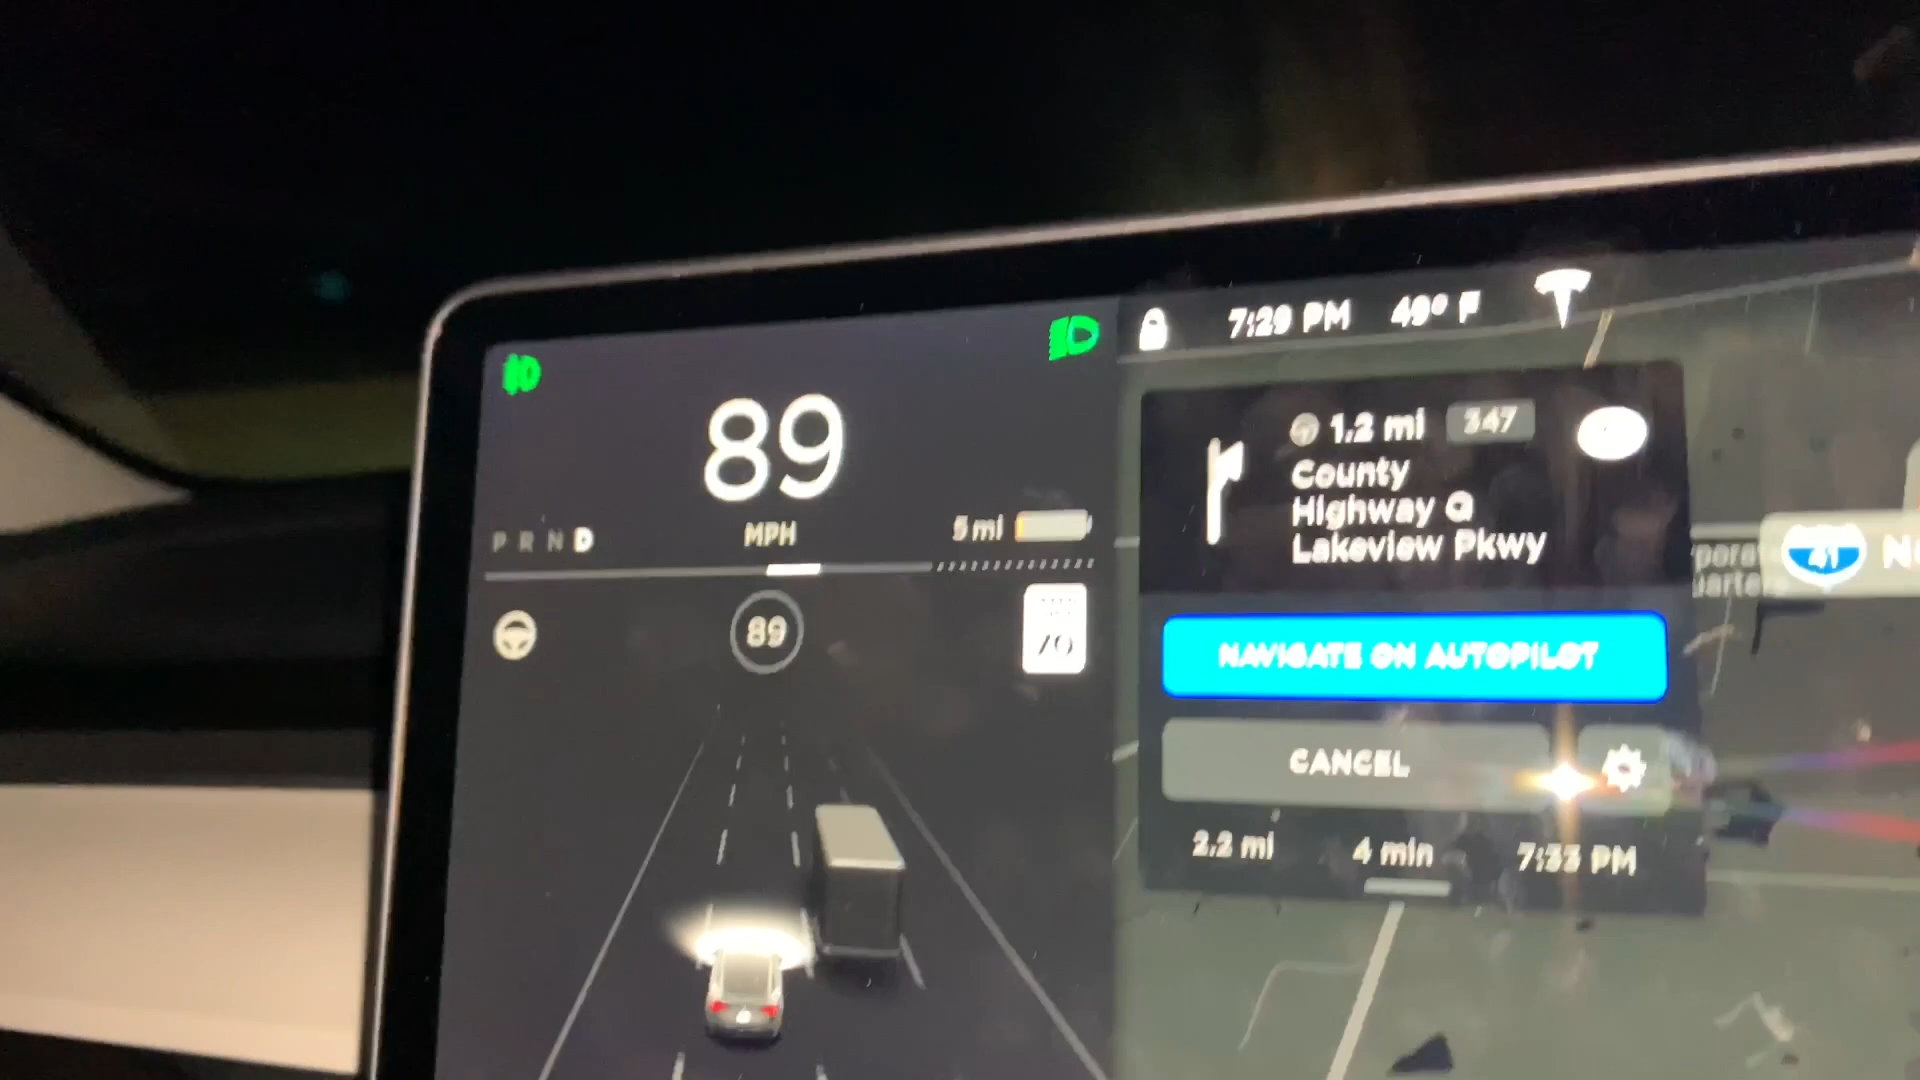 7:29 PM 49° F
89
MPH
P R N D
5 mi
89
70
1.2 mi 347
County
Highway Q
Lakeview Pkwy
NAVIGATE ON AUTOPILOT
CANCEL
2.2 mi 4 min 7:33 PM
41